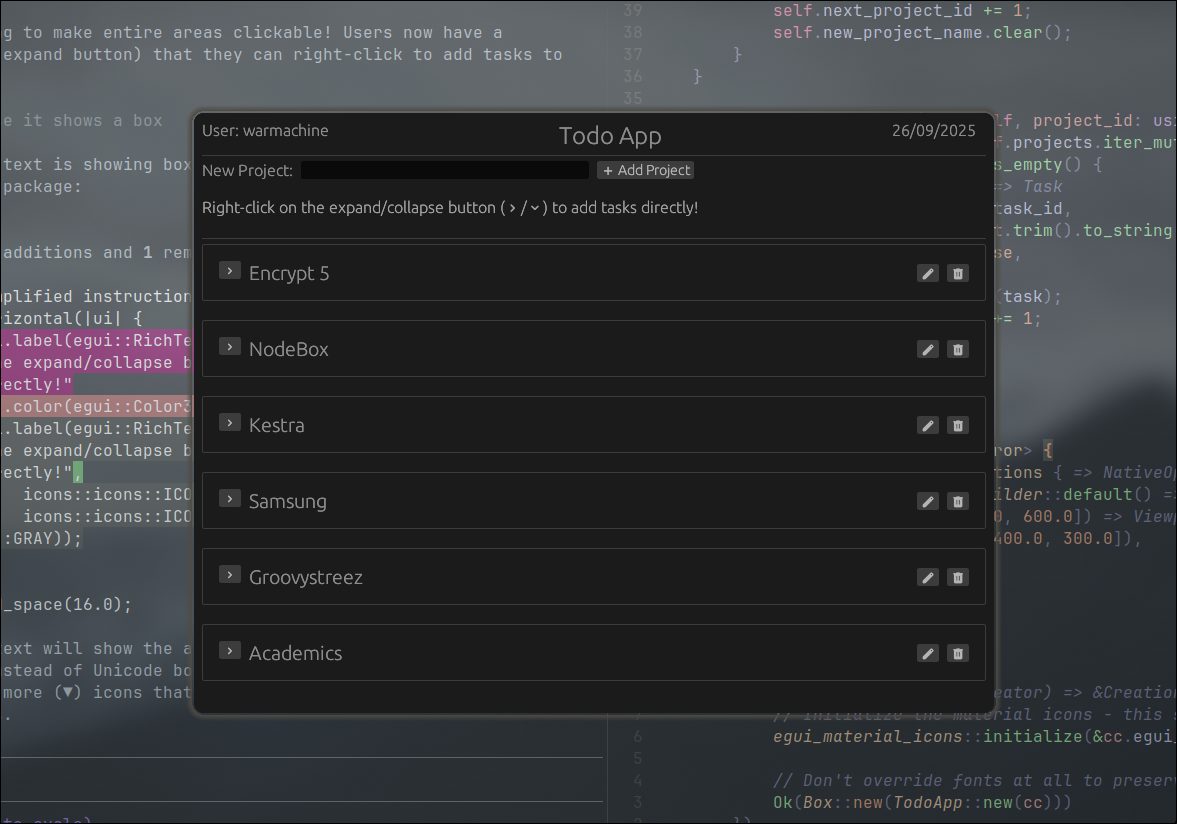 g to make entire areas clickable! Users now have a
expand button) that they can right-click to add tasks to
e it shows a box
text is showing box
package:
additions and 1 rem
plified instruction
izontal(|ui| {
.label(egui::RichTe
e expand/collapse b
ectly!"
.color(egui::Color3
.label(egui::RichTe
e expand/collapse b
ectly!",
icons::icons::ICO
icons::icons::ICO
:GRAY));
_space(16.0);
ext will show the a
stead of Unicode bo
more (▼) icons that
.
39 self.next_project_id += 1;
38 self.new_project_name.clear();
37 }
36 }
35
User: warmachine
Todo App
26/09/2025
New Project:
+ Add Project
Right-click on the expand/collapse button ( > / ⌄ ) to add tasks directly!
> Encrypt 5
> NodeBox
> Kestra
> Samsung
> Groovystreez
> Academics
lf, project_id: usi
f.projects.iter_mut
s_empty() {
=> Task
task_id,
t.trim().to_string
se,
(task);
+= 1;
ror> {
tions { => NativeOp
ilder::default() =>
0, 600.0]) => Viewp
400.0, 300.0]),
eator) => &Creation
7 // Initialize the material icons - this s
6 egui_material_icons::initialize(&cc.egui_
5
4 // Don't override fonts at all to preserv
3 Ok(Box::new(TodoApp::new(cc)))